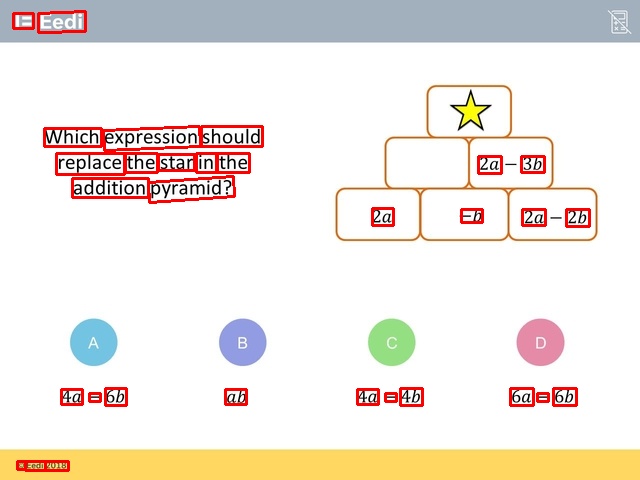 Eedi
Which expression should
replace the star in the
addition pyramid?
2a − 3b
2a
−b
2a − 2b
A
B
C
D
4a − 6b
ab
4a − 4b
6a − 6b
© Eedi 2018